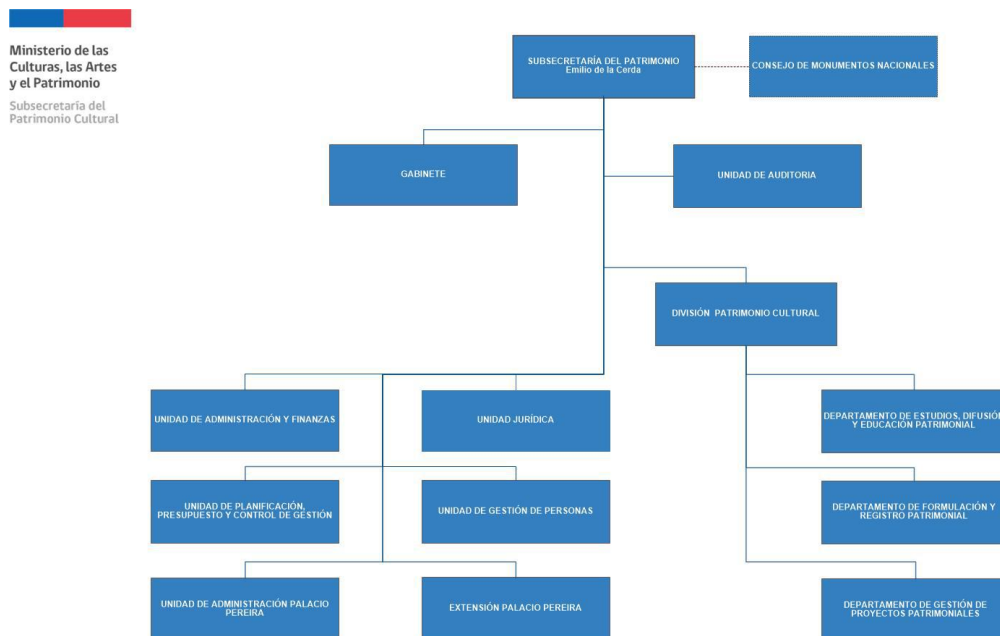 Ministerio de las
Culturas, las Artes
y el Patrimonio
Subsecretaría del
Patrimonio Cultural
SUBSECRETARÍA DEL PATRIMONIO
Emilio de la Cerda
CONSEJO DE MONUMENTOS NACIONALES
GABINETE
UNIDAD DE AUDITORIA
DIVISIÓN PATRIMONIO CULTURAL
UNIDAD DE ADMINISTRACIÓN Y FINANZAS
UNIDAD JURÍDICA
DEPARTAMENTO DE ESTUDIOS, DIFUSIÓN
Y EDUCACIÓN PATRIMONIAL
UNIDAD DE PLANIFICACIÓN,
PRESUPUESTO Y CONTROL DE GESTIÓN
UNIDAD DE GESTIÓN DE PERSONAS
DEPARTAMENTO DE FORMULACIÓN Y
REGISTRO PATRIMONIAL
UNIDAD DE ADMINISTRACIÓN PALACIO
PEREIRA
EXTENSIÓN PALACIO PEREIRA
DEPARTAMENTO DE GESTIÓN DE
PROYECTOS PATRIMONIALES